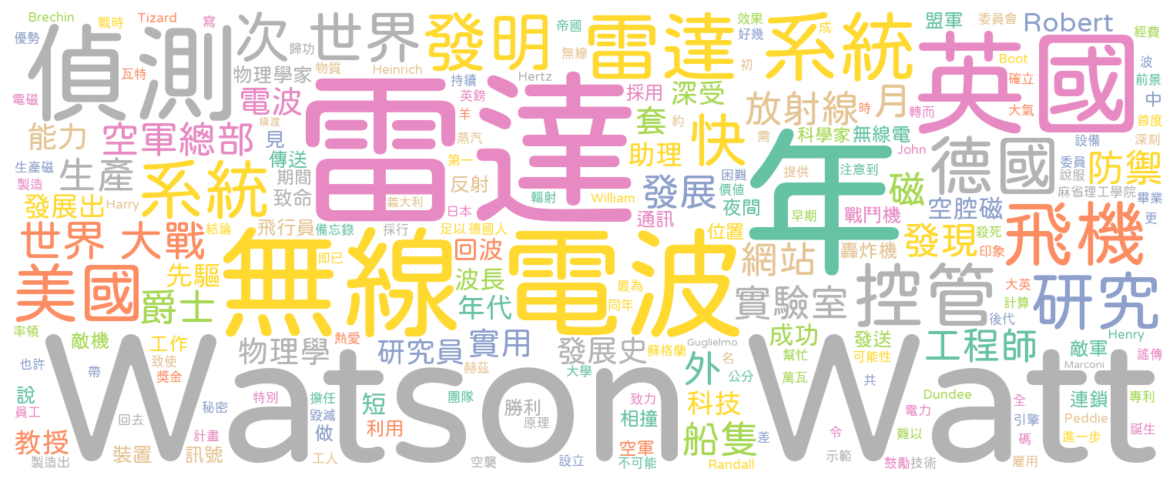 Brechin 戰時 Tizard 寫 效果 帝國 好幾 盟軍 委員會 Robert 經費
優勢 偵測 次 歸功 世界 發明 無線 雷達 系統 成 Boot 波
瓦特 物理學家 物質 Heinrich 持續 Hertz 初 確立 前景
電磁 電波 雷達 英鎊 採用 深受 放射線 月 時 轉而 英國 大氣 中 首度
能力 空軍總部 橫渡 見 羊 蒸汽 約 套 快 科學家 無線電 需 John 設備 深刻
生產磁 生產 傳送 第一 助理 年 困難 提供 注意到 德國 委員 說服 防禦
製造 系統 期間 致命 反射 輻射 William 發展 價值 夜間 早期 磁 麻省理工學院 畢業
發展出 Harry 義大利 日本 通訊 戰鬥機 空腔磁 殺死 更
結論 飛行員 備忘錄 採行 足以 德國人 位置 轟炸機 發現 印象 飛機
世界 大戰 即已 無線電波 回波 最為 網站 控管 大英 計算 研究
美國 先驅 爵士 波長 年代 同年 實驗室 後代
率領 敵機 工作 熱愛 物理學 研究員 實用 發展史 蘇格蘭 Guglielmo 成功 發送 工程師 Henry 謠傳
也許 帶 致使 獎金 赫茲 大學 名 外 幫忙 可能性 敵軍 Marconi
說 Watson Watt 特別 擔任 短 團隊 公分 萬瓦 共 Dundee 連鎖 專利
員工 秘密 毀滅 勝利 致力 科技 電力 全 Peddie
教授 回去 計畫 做 利用 原理 相撞 船隻 差 令 難以 引擎 碼 進一步 誕生
製造出 裝置 訊號 工人 空襲 設立 空軍 不可能 Randall 示範 鼓勵 技術 雇用